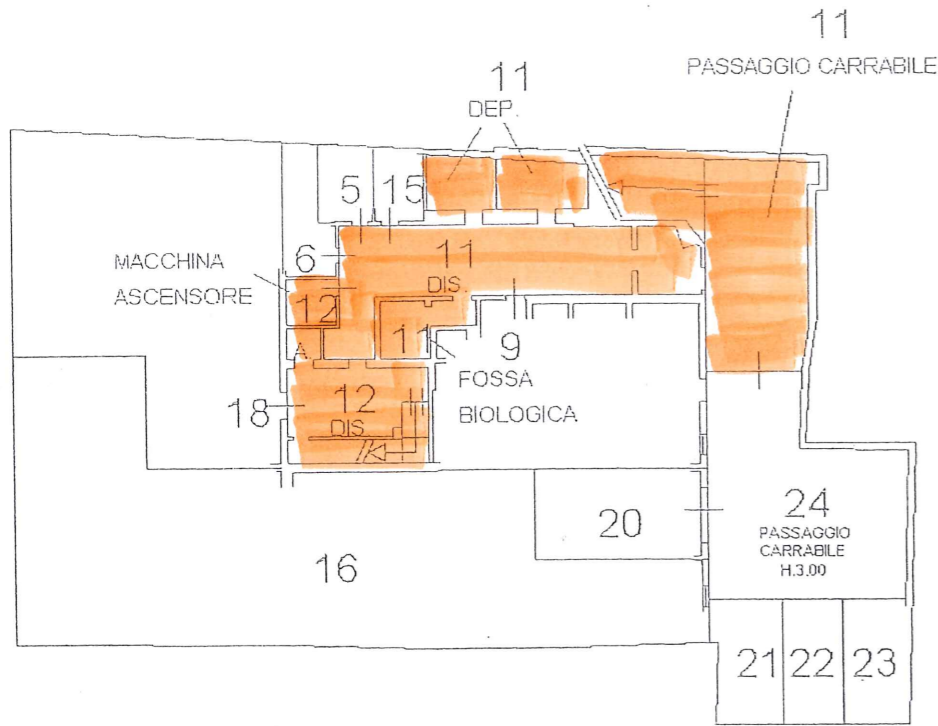 11
PASSAGGIO CARRABILE
11
DEP.
5
15
6
11
DIS.
MACCHINA
ASCENSORE
12
A
11
9
FOSSA
BIOLOGICA
18
12
DIS.
24
PASSAGGIO
CARRABILE
H.3.00
20
16
21
22
23